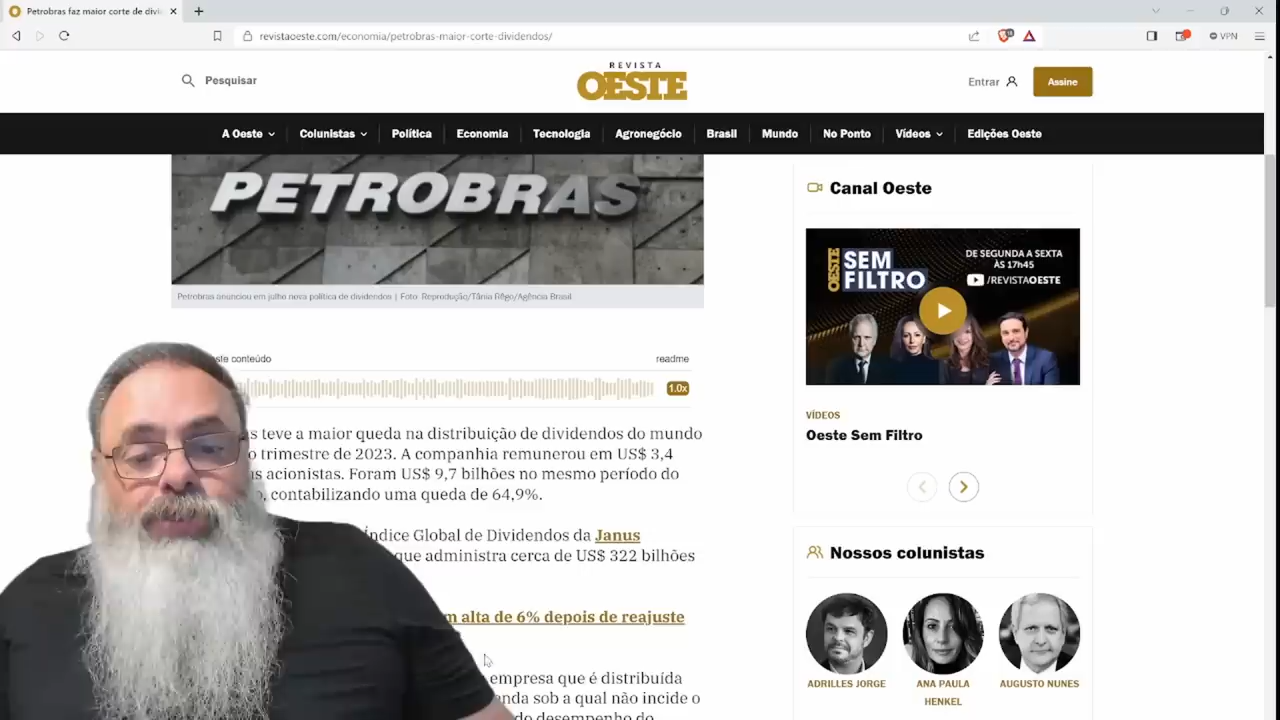 Petrobras faz maior corte de divi
revistaoeste.com/economia/petrobras-maior-corte-dividendos/
VPN
Pesquisar
REVISTA
OESTE
Entrar
Assine
A Oeste
Colunistas
Política
Economia
Tecnologia
Agronegócio
Brasil
Mundo
No Ponto
Vídeos
Edições Oeste
PETROBRAS
Petrobras anunciou em julho nova política de dividendos | Foto: Reprodução/Tânia Rêgo/Agência Brasil
ste conteúdo
readme
1.0x
s teve a maior queda na distribuição de dividendos do mundo
o trimestre de 2023. A companhia remunerou em US$ 3,4
s acionistas. Foram US$ 9,7 bilhões no mesmo período do
, contabilizando uma queda de 64,9%.
Índice Global de Dividendos da Janus
que administra cerca de US$ 322 bilhões
m alta de 6% depois de reajuste
empresa que é distribuída
nda sob a qual não incide o
do desempenho do
Canal Oeste
OESTE
SEM
FILTRO
DE SEGUNDA A SEXTA
ÀS 17h45
/REVISTAOESTE
VÍDEOS
Oeste Sem Filtro
Nossos colunistas
ADRILLES JORGE
ANA PAULA
HENKEL
AUGUSTO NUNES